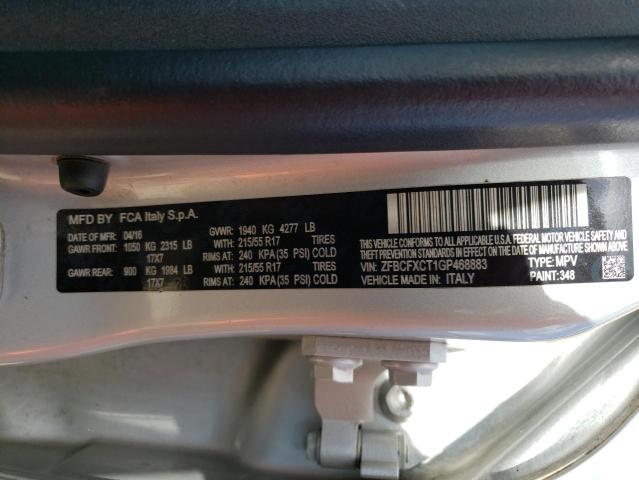 MFD BY FCA Italy S.p.A.
DATE OF MFR: 04/16 GVWR: 1940 KG 4277 LB
GAWR FRONT: 1050 KG 2315 LB WITH: 215/55 R17 TIRES
17X7 RIMS AT: 240 KPA (35 PSI) COLD
GAWR REAR: 900 KG 1984 LB WITH: 215/55 R17 TIRES
17X7 RIMS AT: 240 KPA (35 PSI) COLD
THIS VEHICLE CONFORMS TO ALL APPLICABLE U.S.A. FEDERAL MOTOR VEHICLE SAFETY, BUMPER AND
THEFT PREVENTION STANDARDS IN EFFECT ON THE DATE OF MANUFACTURE SHOWN ABOVE.
VIN: ZFBCFXCT1GP468883 TYPE: MPV
VEHICLE MADE IN: ITALY PAINT: 348